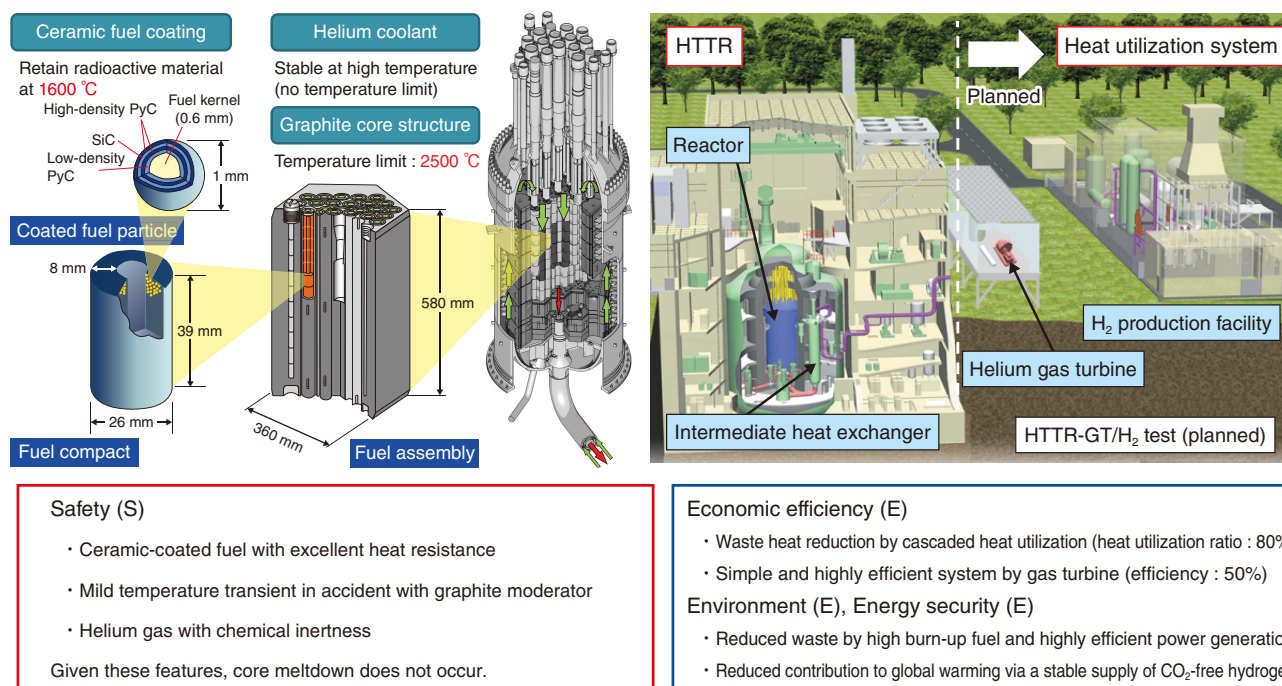 Ceramic fuel coating
Retain radioactive material
at 1600 ℃
High-density PyC
Fuel kernel
(0.6 mm)
SiC
Low-density
PyC
1 mm
Coated fuel particle
8 mm
39 mm
26 mm
Fuel compact
Helium coolant
Stable at high temperature
(no temperature limit)
Graphite core structure
Temperature limit : 2500 ℃
580 mm
360 mm
Fuel assembly
HTTR
Planned
Heat utilization system
Reactor
H₂ production facility
Helium gas turbine
Intermediate heat exchanger
HTTR-GT/H₂ test (planned)
Safety (S)
・Ceramic-coated fuel with excellent heat resistance
・Mild temperature transient in accident with graphite moderator
・Helium gas with chemical inertness
Given these features, core meltdown does not occur.
Economic efficiency (E)
・Waste heat reduction by cascaded heat utilization (heat utilization ratio : 80%
・Simple and highly efficient system by gas turbine (efficiency : 50%)
Environment (E), Energy security (E)
・Reduced waste by high burn-up fuel and highly efficient power generatio
・Reduced contribution to global warming via a stable supply of CO₂-free hydroge